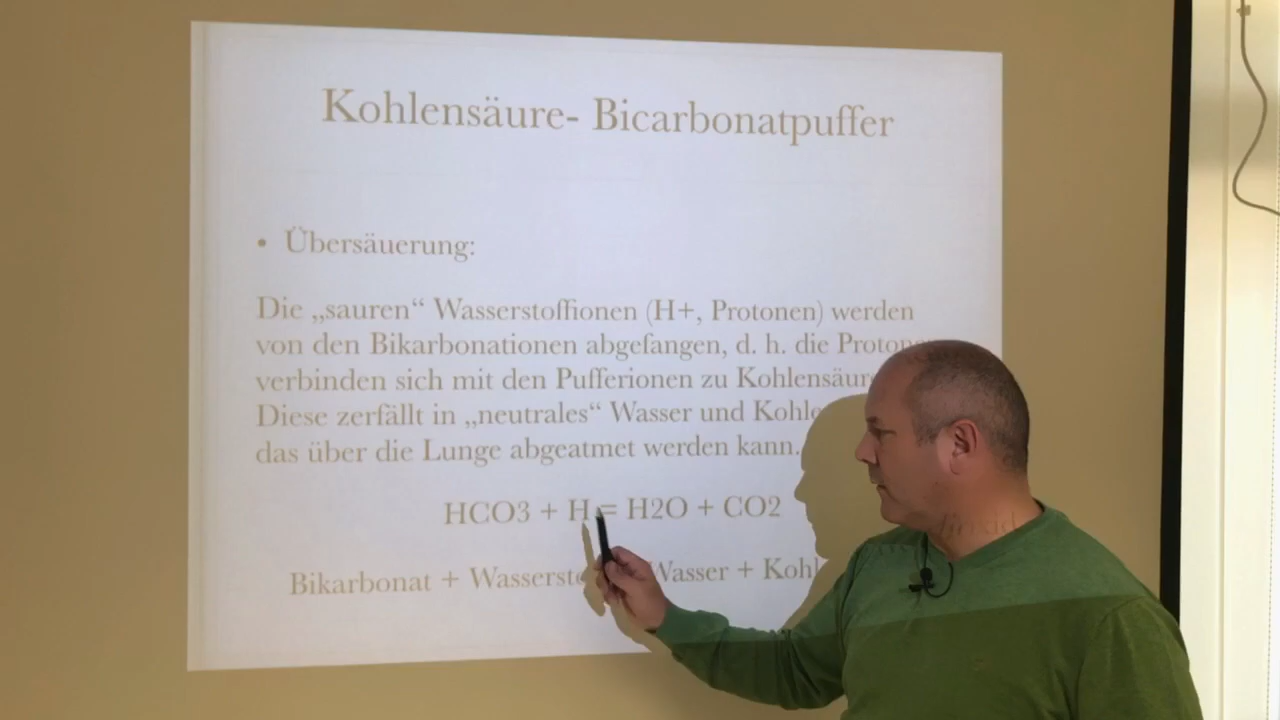 Kohlensäure- Bicarbonatpuffer
• Übersäuerung:
Die „sauren“ Wasserstoffionen (H+, Protonen) werden
von den Bikarbonationen abgefangen, d. h. die
verbinden sich mit den Pufferionen zu
Diese zerfällt in „neutrales“ Wasser und
das über die Lunge abgeatmet werden kann.
HCO3 + H = H2O + CO2
Bikarbonat + Wasser +